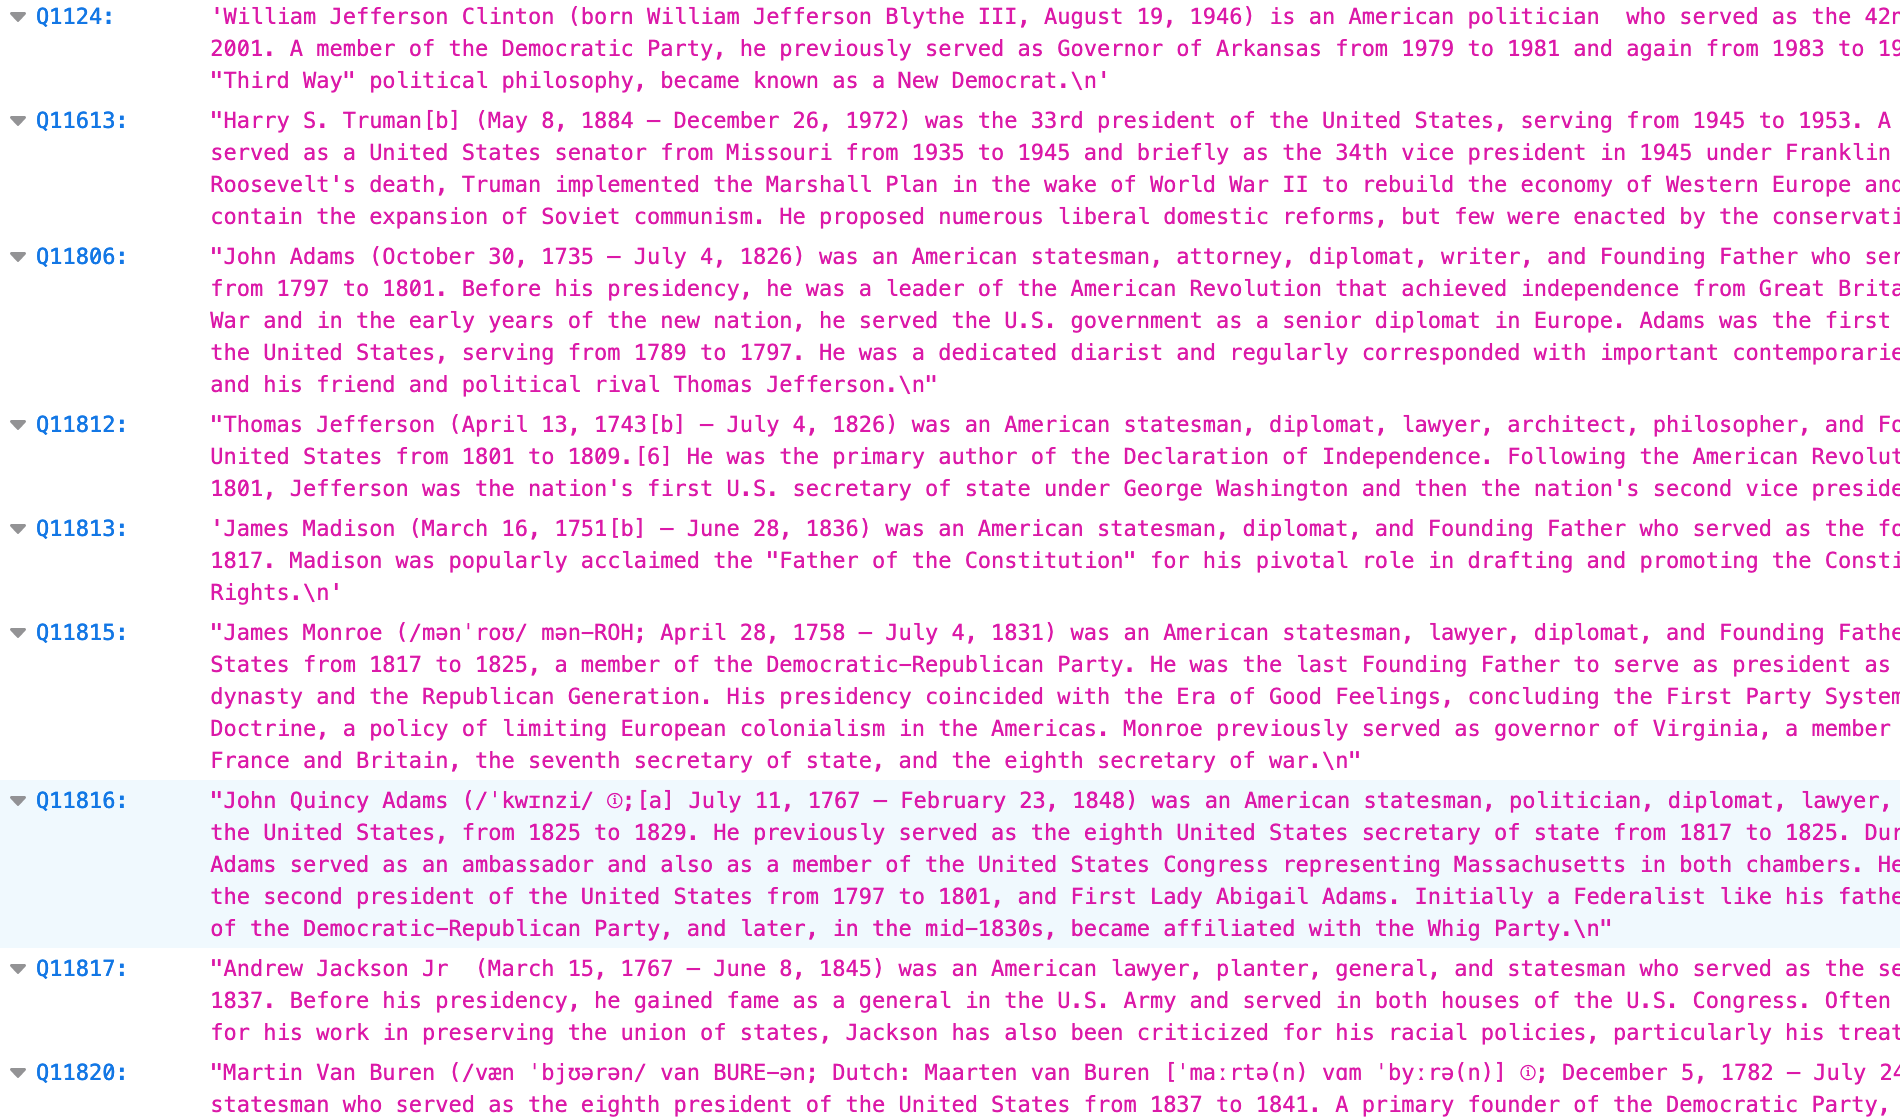 Q1124: 'William Jefferson Clinton (born William Jefferson Blythe III, August 19, 1946) is an American politician  who served as the 42n
2001. A member of the Democratic Party, he previously served as Governor of Arkansas from 1979 to 1981 and again from 1983 to 19
"Third Way" political philosophy, became known as a New Democrat.\n'
Q11613: "Harry S. Truman[b] (May 8, 1884 – December 26, 1972) was the 33rd president of the United States, serving from 1945 to 1953. A
served as a United States senator from Missouri from 1935 to 1945 and briefly as the 34th vice president in 1945 under Franklin
Roosevelt's death, Truman implemented the Marshall Plan in the wake of World War II to rebuild the economy of Western Europe and
contain the expansion of Soviet communism. He proposed numerous liberal domestic reforms, but few were enacted by the conservati
Q11806: "John Adams (October 30, 1735 – July 4, 1826) was an American statesman, attorney, diplomat, writer, and Founding Father who ser
from 1797 to 1801. Before his presidency, he was a leader of the American Revolution that achieved independence from Great Brita
War and in the early years of the new nation, he served the U.S. government as a senior diplomat in Europe. Adams was the first
the United States, serving from 1789 to 1797. He was a dedicated diarist and regularly corresponded with important contemporarie
and his friend and political rival Thomas Jefferson.\n"
Q11812: "Thomas Jefferson (April 13, 1743[b] – July 4, 1826) was an American statesman, diplomat, lawyer, architect, philosopher, and Fo
United States from 1801 to 1809.[6] He was the primary author of the Declaration of Independence. Following the American Revolut
1801, Jefferson was the nation's first U.S. secretary of state under George Washington and then the nation's second vice preside
Q11813: 'James Madison (March 16, 1751[b] – June 28, 1836) was an American statesman, diplomat, and Founding Father who served as the fo
1817. Madison was popularly acclaimed the "Father of the Constitution" for his pivotal role in drafting and promoting the Consti
Rights.\n'
Q11815: "James Monroe (/mənˈroʊ/ mən-ROH; April 28, 1758 – July 4, 1831) was an American statesman, lawyer, diplomat, and Founding Fathe
States from 1817 to 1825, a member of the Democratic–Republican Party. He was the last Founding Father to serve as president as
dynasty and the Republican Generation. His presidency coincided with the Era of Good Feelings, concluding the First Party System
Doctrine, a policy of limiting European colonialism in the Americas. Monroe previously served as governor of Virginia, a member
France and Britain, the seventh secretary of state, and the eighth secretary of war.\n"
Q11816: "John Quincy Adams (/ˈkwɪnzi/ ⓘ;[a] July 11, 1767 – February 23, 1848) was an American statesman, politician, diplomat, lawyer,
the United States, from 1825 to 1829. He previously served as the eighth United States secretary of state from 1817 to 1825. Dur
Adams served as an ambassador and also as a member of the United States Congress representing Massachusetts in both chambers. He
the second president of the United States from 1797 to 1801, and First Lady Abigail Adams. Initially a Federalist like his fathe
of the Democratic–Republican Party, and later, in the mid–1830s, became affiliated with the Whig Party.\n"
Q11817: "Andrew Jackson Jr  (March 15, 1767 – June 8, 1845) was an American lawyer, planter, general, and statesman who served as the se
1837. Before his presidency, he gained fame as a general in the U.S. Army and served in both houses of the U.S. Congress. Often
for his work in preserving the union of states, Jackson has also been criticized for his racial policies, particularly his treat
Q11820: "Martin Van Buren (/væn ˈbjʊərən/ van BURE-ən; Dutch: Maarten van Buren [ˈmaːrtə(n) vɑm ˈbyːrə(n)] ⓘ; December 5, 1782 – July 24
statesman who served as the eighth president of the United States from 1837 to 1841. A primary founder of the Democratic Party,